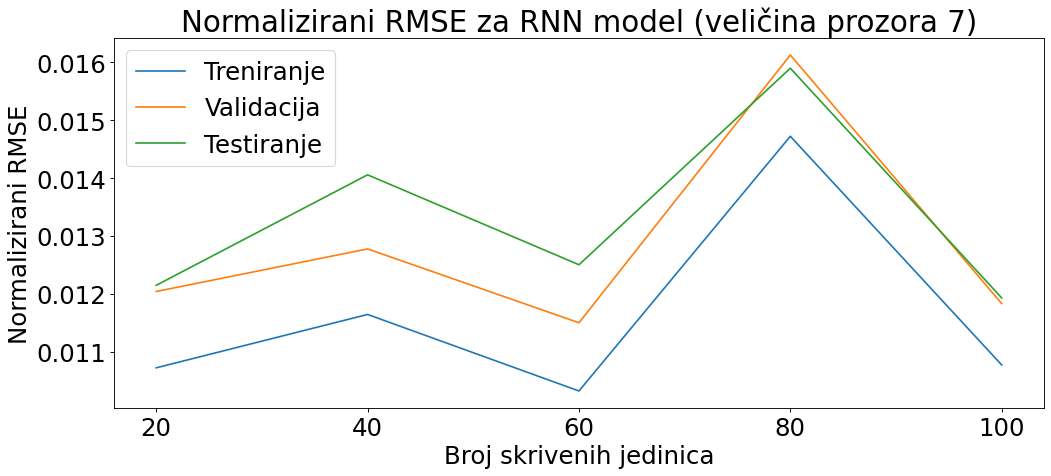 Normalizirani RMSE za RNN model (veličina prozora 7)
Treniranje
Validacija
Testiranje
Normalizirani RMSE
0.016
0.015
0.014
0.013
0.012
0.011
20 40 60 80 100
Broj skrivenih jedinica